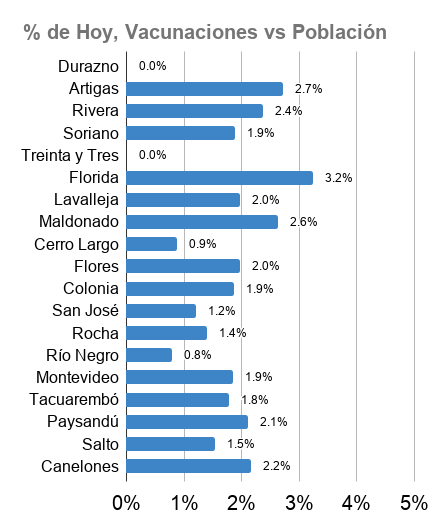 % de Hoy, Vacunaciones vs Población
Durazno 0.0%
Artigas 2.7%
Rivera 2.4%
Soriano 1.9%
Treinta y Tres 0.0%
Florida 3.2%
Lavalleja 2.0%
Maldonado 2.6%
Cerro Largo 0.9%
Flores 2.0%
Colonia 1.9%
San José 1.2%
Rocha 1.4%
Río Negro 0.8%
Montevideo 1.9%
Tacuarembó 1.8%
Paysandú 2.1%
Salto 1.5%
Canelones 2.2%
0% 1% 2% 3% 4% 5%